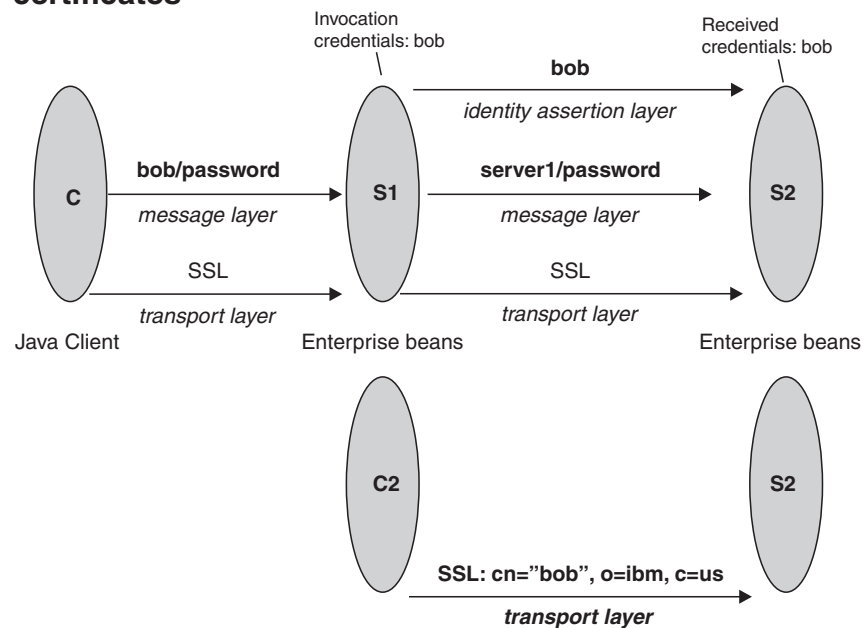 certificates
Invocation
credentials: bob
Received
credentials: bob
bob
identity assertion layer
C
bob/password
message layer
S1
server1/password
message layer
S2
SSL
transport layer
SSL
transport layer
Java Client
Enterprise beans
Enterprise beans
C2
S2
SSL: cn=”bob”, o=ibm, c=us
transport layer